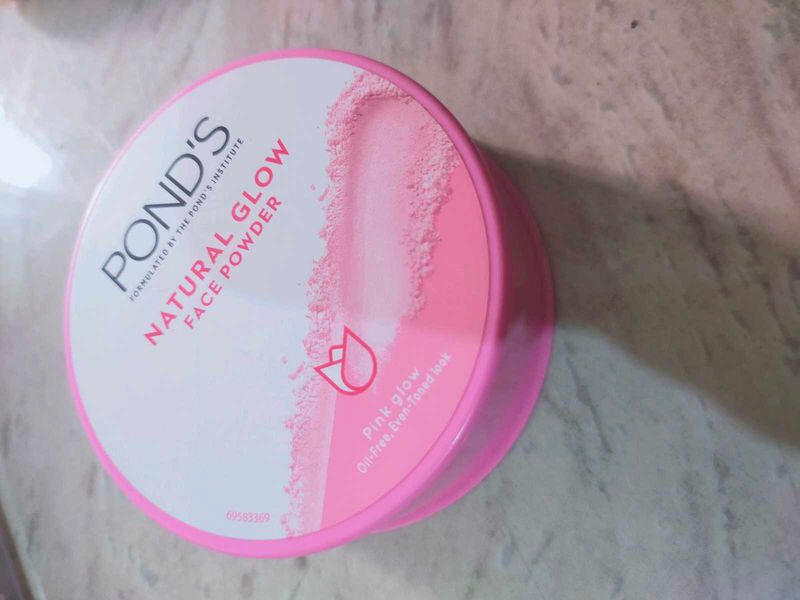 POND'S
FORMULATED BY THE POND'S INSTITUTE
NATURAL GLOW
FACE POWDER
Pink glow
Oil-Free, Even-Toned look
69583369